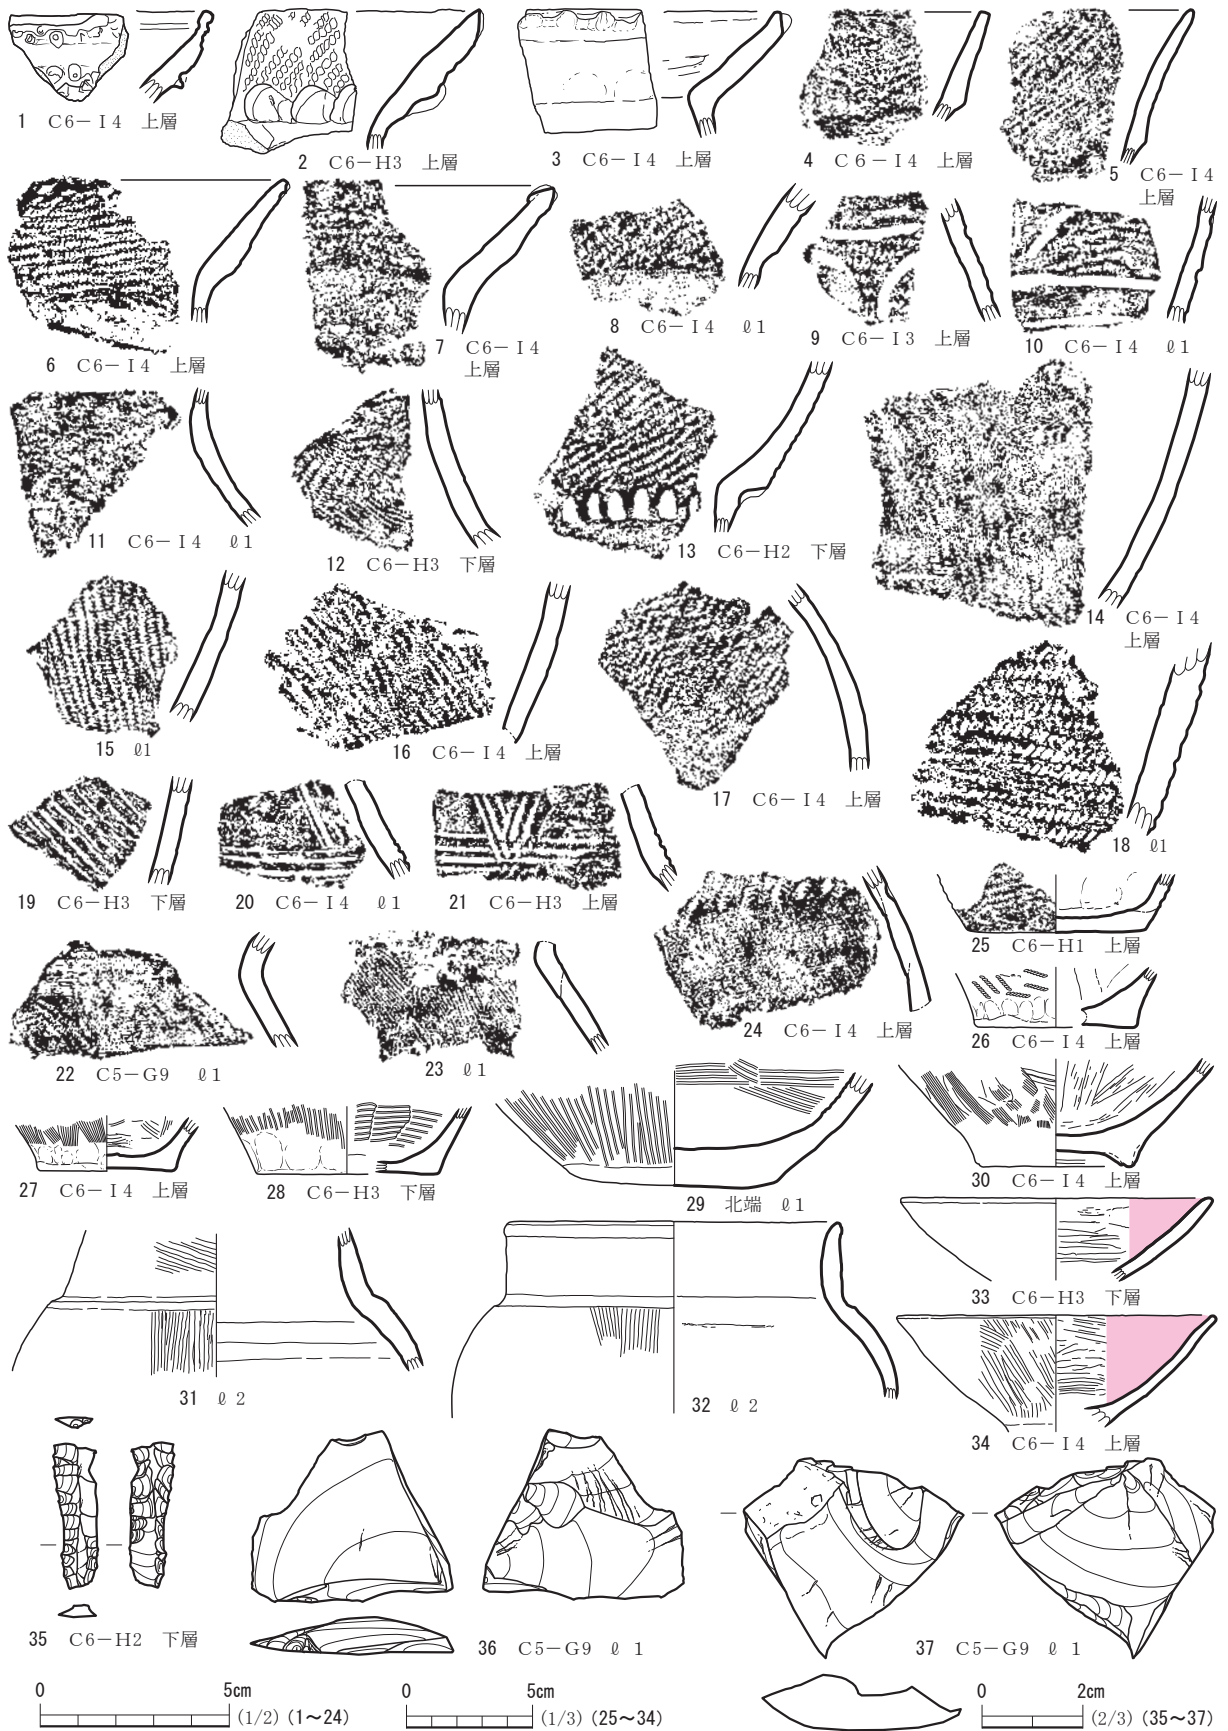 1 C6－I4 上層
2 C6－H3 上層
3 C6－I4 上層
4 C6－I4 上層
5 C6－I4
上層
6 C6－I4 上層
7 C6－I4
上層
8 C6－I4 ℓ1
9 C6－I3 上層
10 C6－I4 ℓ1
11 C6－I4 ℓ1
12 C6－H3 下層
13 C6－H2 下層
14 C6－I4
上層
15 ℓ1
16 C6－I4 上層
17 C6－I4 上層
18 ℓ1
19 C6－H3 下層
20 C6－I4 ℓ1
21 C6－H3 上層
22 C5－G9 ℓ1
23 ℓ1
24 C6－I4 上層
25 C6－H1 上層
26 C6－I4 上層
27 C6－I4 上層
28 C6－H3 下層
29 北端 ℓ1
30 C6－I4 上層
31 ℓ2
32 ℓ2
33 C6－H3 下層
34 C6－I4 上層
35 C6－H2 下層
36 C5－G9 ℓ1
37 C5－G9 ℓ1
0 5cm
(1/2) (1～24)
0 5cm
(1/3) (25～34)
0 2cm
(2/3) (35～37)